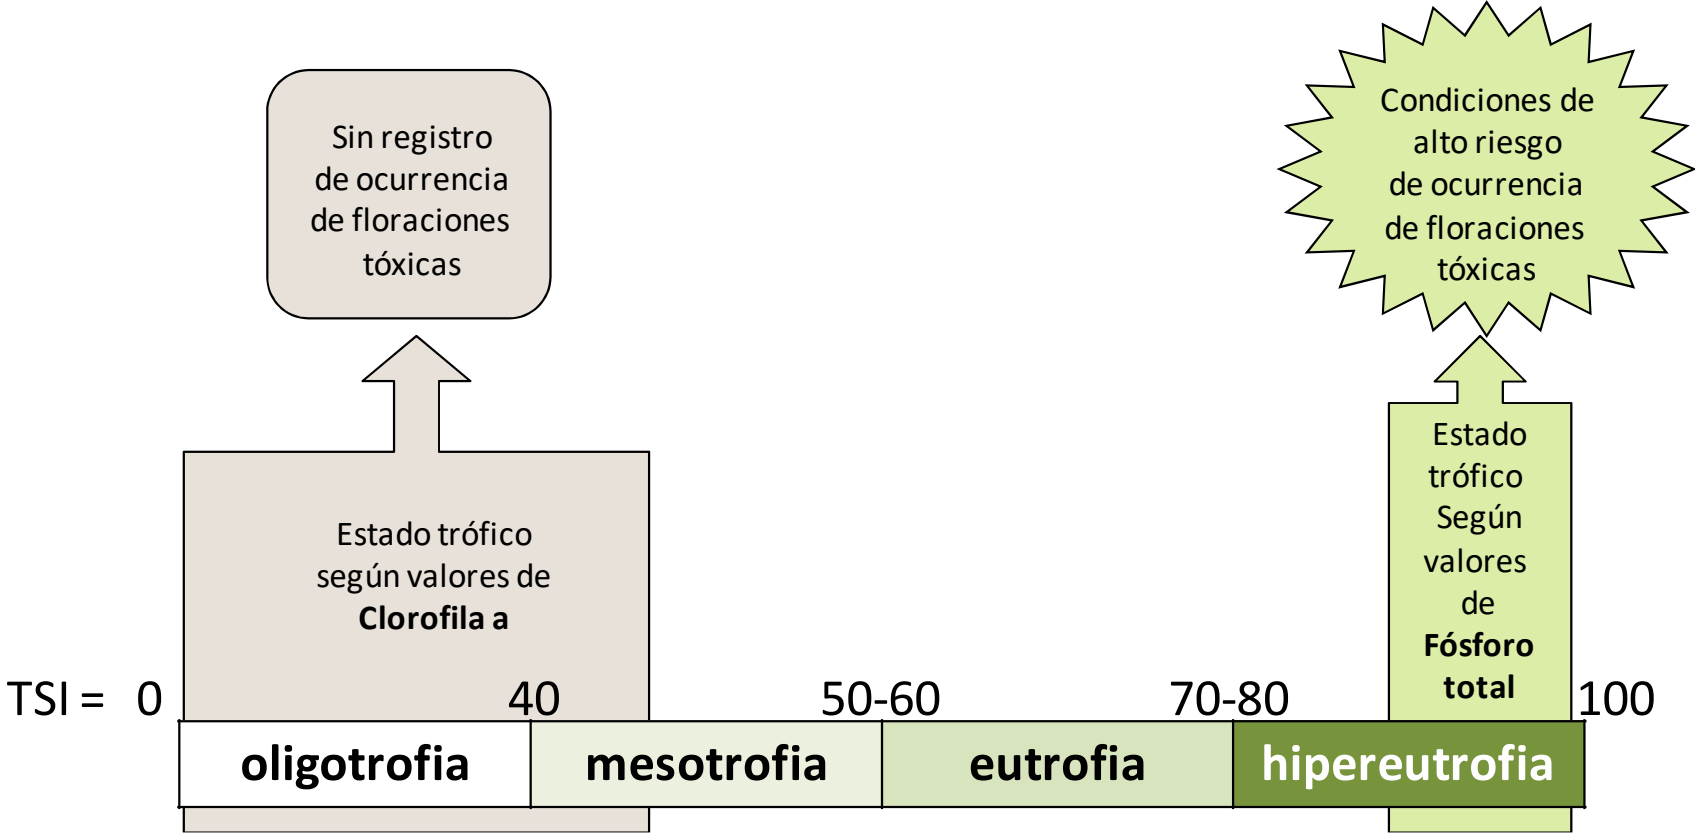 Sin registro
de ocurrencia
de floraciones
tóxicas
Condiciones de
alto riesgo
de ocurrencia
de floraciones
tóxicas
Estado trófico
según valores de
Clorofila a
Estado
trófico
Según
valores
de
Fósforo
total
TSI = 0 40 50-60 70-80 100
oligotrofia mesotrofia eutrofia hipereutrofia